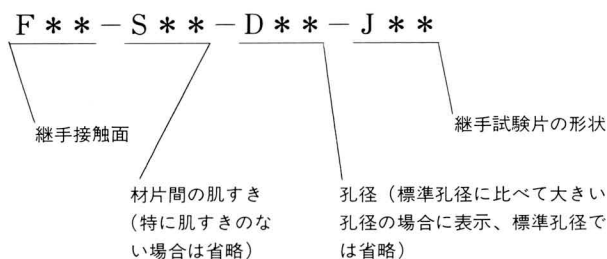 F＊＊－S＊＊－D＊＊－J＊＊
継手接触面
継手試験片の形状
材片間の肌すき
（特に肌すきのな
い場合は省略）
孔径（標準孔径に比べて大きい
孔径の場合に表示、標準孔径で
は省略）